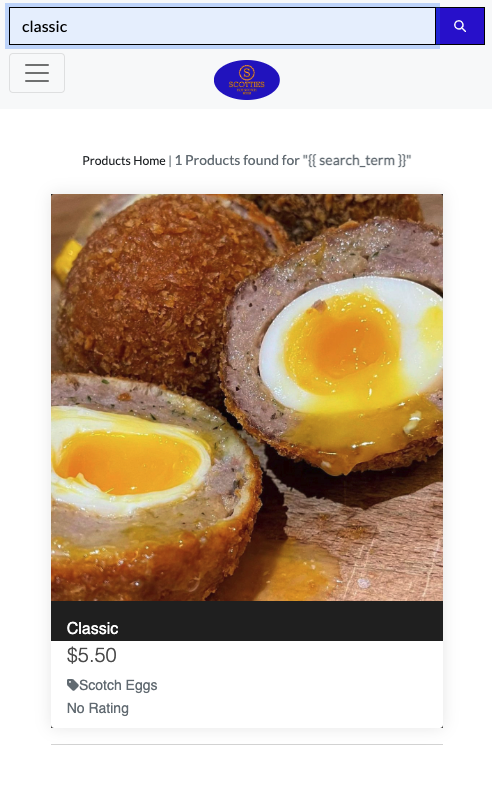 classic
SCOTTIES
Products Home | 1 Products found for "{{ search_term }}"
Classic
$5.50
Scotch Eggs
No Rating